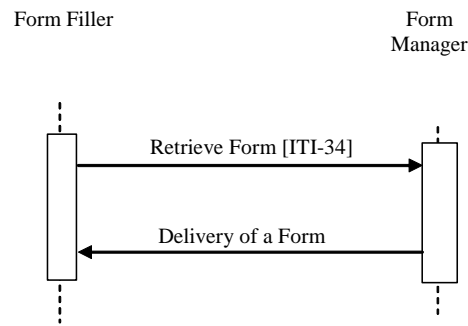 Form Filler
Form
Manager
Retrieve Form [ITI-34]
Delivery of a Form